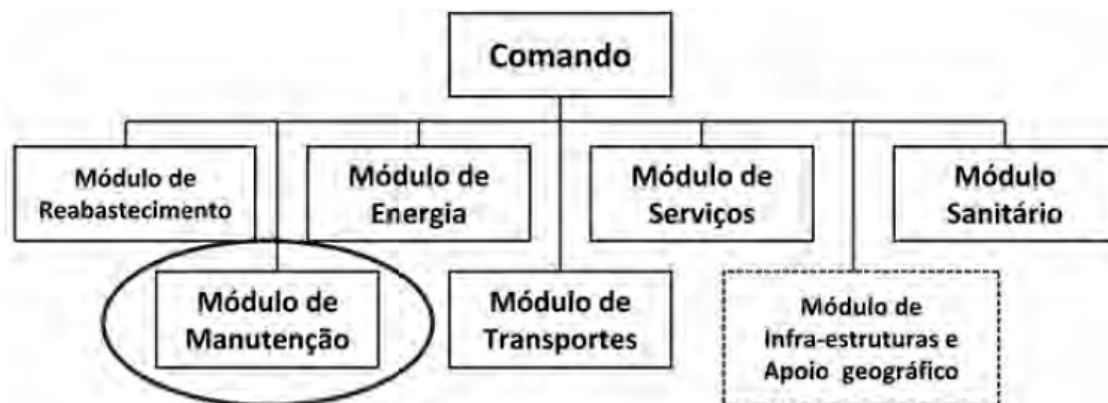 Comando
Módulo de
Reabastecimento
Módulo de
Energia
Módulo de
Serviços
Módulo
Sanitário
Módulo de
Manutenção
Módulo de
Transportes
Módulo de
Infra-estruturas e
Apoio geográfico